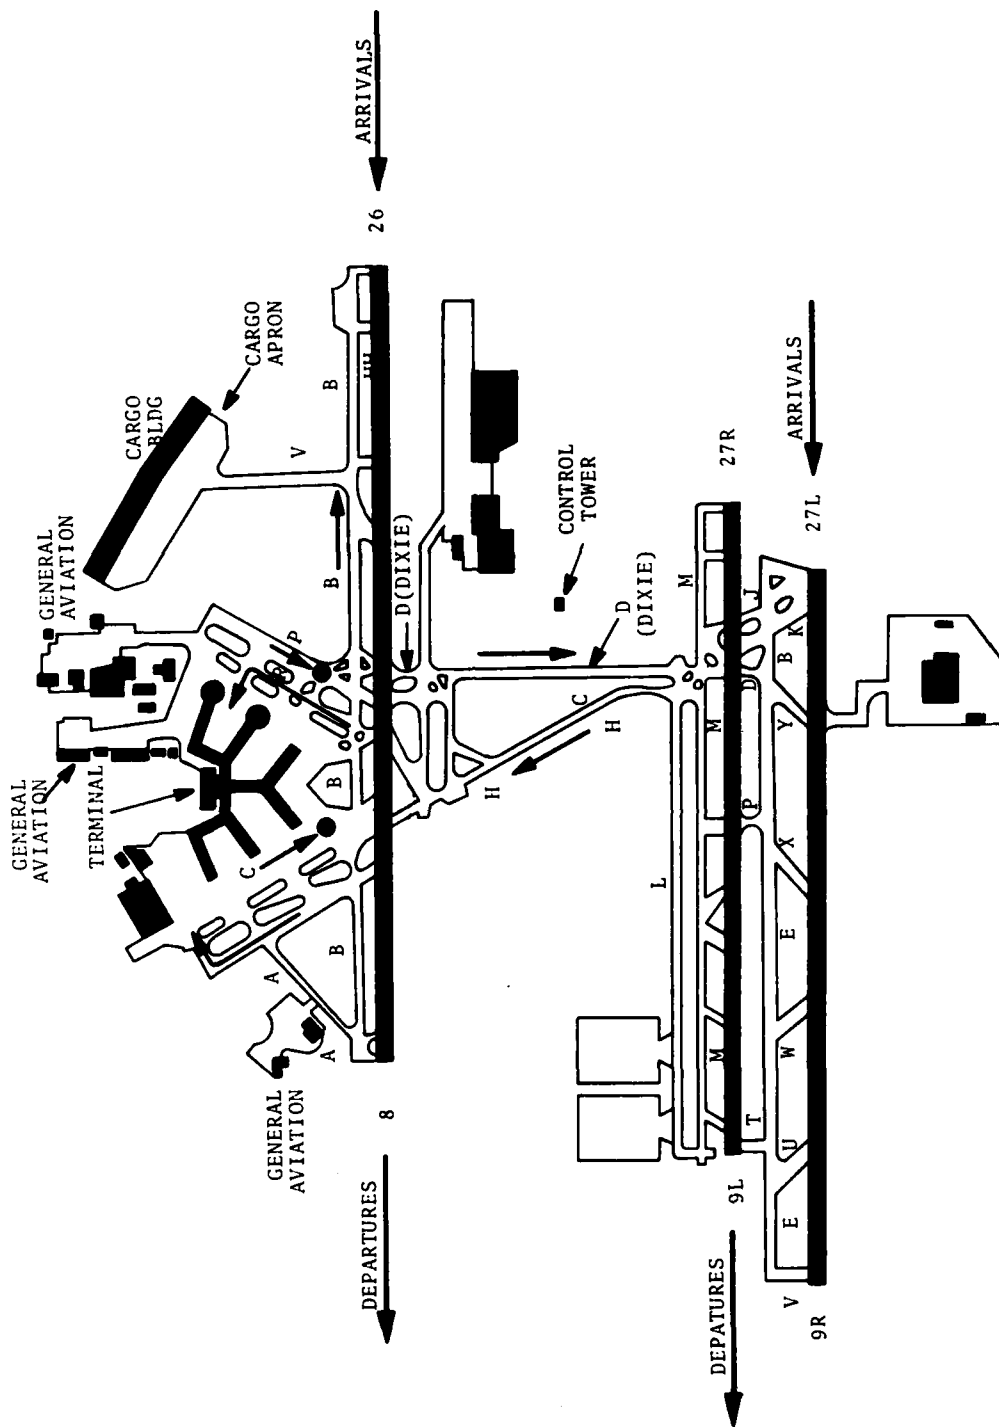 GENERAL
AVIATION
GENERAL
AVIATION
TERMINAL
CARGO
BLDG
CARGO
APRON
GENERAL
AVIATION
C
A
A
P
R
V
B
B
B
B
ARRIVALS
26
8
DEPARTURES
D(DIXIE)
H
H
C
CONTROL
TOWER
D
(DIXIE)
L
M
M
M
27R
9L
DEPATURES
D
J
P
T
ARRIVALS
27L
K
B
Y
X
E
W
U
E
V
9R